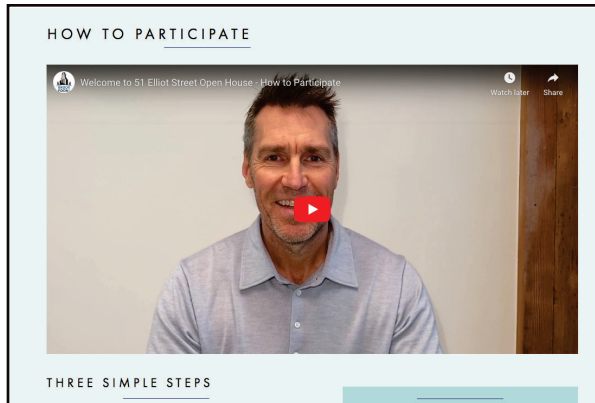 HOW TO PARTICIPATE
Welcome to 51 Elliot Street Open House - How to Participate
Watch later
Share
THREE SIMPLE STEPS